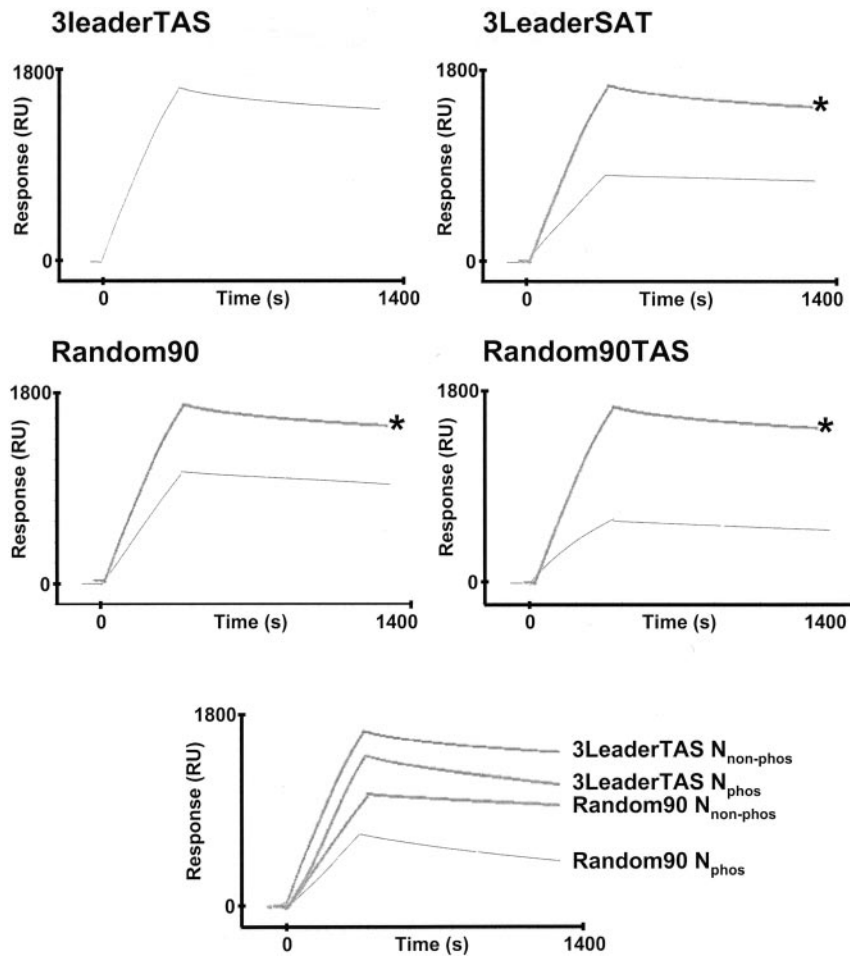 3leaderTAS
1800
Response (RU)
0
0
1400
Time (s)
3LeaderSAT
1800
*
Response (RU)
0
0
1400
Time (s)
Random90
1800
*
Response (RU)
0
0
1400
Time (s)
Random90TAS
1800
*
Response (RU)
0
0
1400
Time (s)
1800
Response (RU)
0
3LeaderTAS Nnon-phos
3LeaderTAS Nphos
Random90 Nnon-phos
Random90 Nphos
0
1400
Time (s)